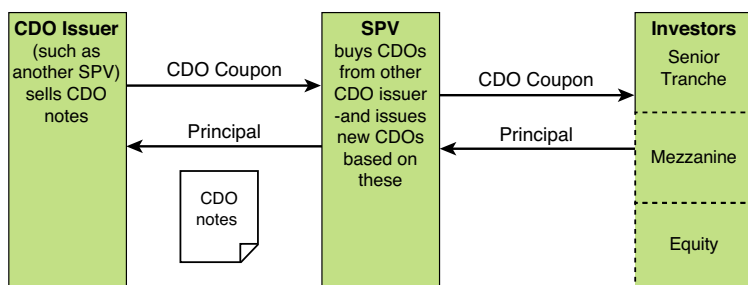 CDO Issuer
(such as
another SPV)
sells CDO
notes
CDO Coupon
Principal
CDO
notes
SPV
buys CDOs
from other
CDO issuer
-and issues
new CDOs
based on
these
CDO Coupon
Principal
Investors
Senior
Tranche
Mezzanine
Equity